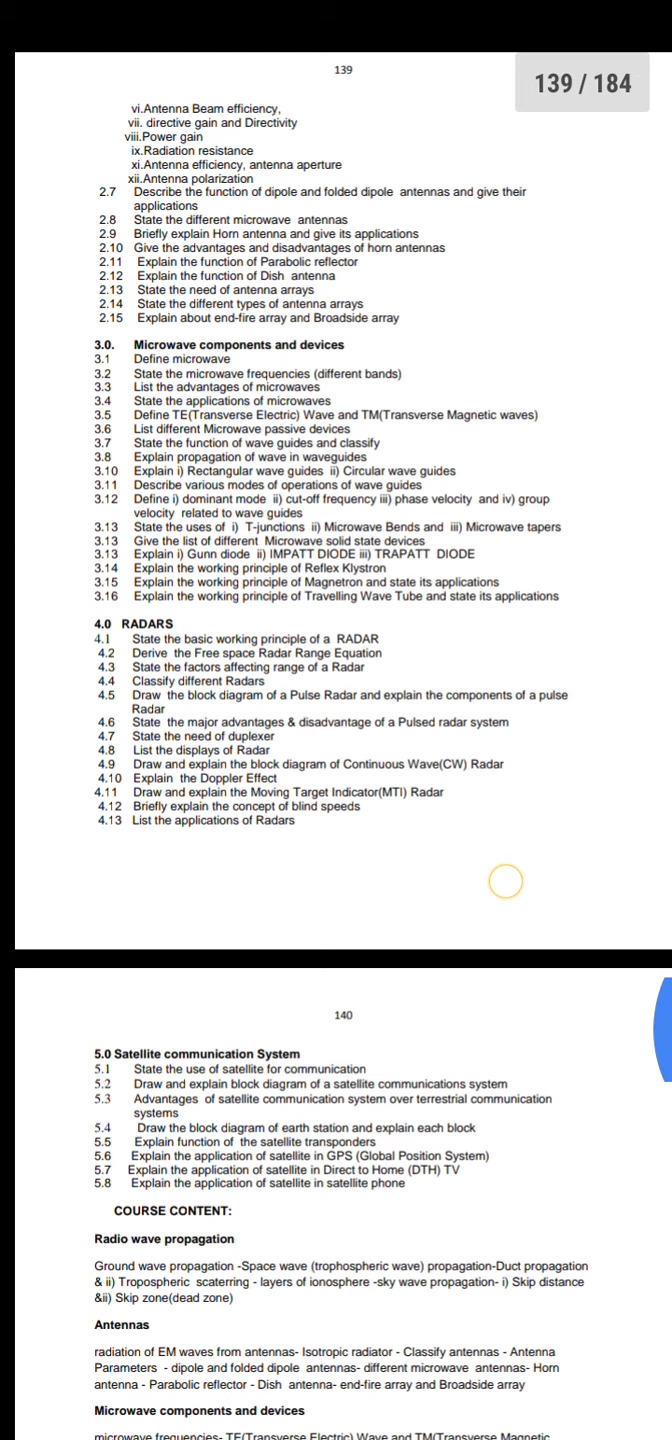 139
139 / 184
vi.Antenna Beam efficiency,
vii. directive gain and Directivity
viii.Power gain
ix.Radiation resistance
xi.Antenna efficiency, antenna aperture
xii.Antenna polarization
2.7 Describe the function of dipole and folded dipole antennas and give their
applications
2.8 State the different microwave antennas
2.9 Briefly explain Horn antenna and give its applications
2.10 Give the advantages and disadvantages of horn antennas
2.11 Explain the function of Parabolic reflector
2.12 Explain the function of Dish antenna
2.13 State the need of antenna arrays
2.14 State the different types of antenna arrays
2.15 Explain about end-fire array and Broadside array
3.0. Microwave components and devices
3.1 Define microwave
3.2 State the microwave frequencies (different bands)
3.3 List the advantages of microwaves
3.4 State the applications of microwaves
3.5 Define TE(Transverse Electric) Wave and TM(Transverse Magnetic waves)
3.6 List different Microwave passive devices
3.7 State the function of wave guides and classify
3.8 Explain propagation of wave in waveguides
3.10 Explain i) Rectangular wave guides ii) Circular wave guides
3.11 Describe various modes of operations of wave guides
3.12 Define i) dominant mode ii) cut-off frequency iii) phase velocity and iv) group
velocity related to wave guides
3.13 State the uses of i) T-junctions ii) Microwave Bends and iii) Microwave tapers
3.13 Give the list of different Microwave solid state devices
3.13 Explain i) Gunn diode ii) IMPATT DIODE iii) TRAPATT DIODE
3.14 Explain the working principle of Reflex Klystron
3.15 Explain the working principle of Magnetron and state its applications
3.16 Explain the working principle of Travelling Wave Tube and state its applications
4.0 RADARS
4.1 State the basic working principle of a RADAR
4.2 Derive the Free space Radar Range Equation
4.3 State the factors affecting range of a Radar
4.4 Classify different Radars
4.5 Draw the block diagram of a Pulse Radar and explain the components of a pulse
Radar
4.6 State the major advantages & disadvantage of a Pulsed radar system
4.7 State the need of duplexer
4.8 List the displays of Radar
4.9 Draw and explain the block diagram of Continuous Wave(CW) Radar
4.10 Explain the Doppler Effect
4.11 Draw and explain the Moving Target Indicator(MTI) Radar
4.12 Briefly explain the concept of blind speeds
4.13 List the applications of Radars
140
5.0 Satellite communication System
5.1 State the use of satellite for communication
5.2 Draw and explain block diagram of a satellite communications system
5.3 Advantages of satellite communication system over terrestrial communication
systems
5.4 Draw the block diagram of earth station and explain each block
5.5 Explain function of the satellite transponders
5.6 Explain the application of satellite in GPS (Global Position System)
5.7 Explain the application of satellite in Direct to Home (DTH) TV
5.8 Explain the application of satellite in satellite phone
COURSE CONTENT:
Radio wave propagation
Ground wave propagation -Space wave (trophospheric wave) propagation-Duct propagation
& ii) Tropospheric scaterring - layers of ionosphere -sky wave propagation- i) Skip distance
&ii) Skip zone(dead zone)
Antennas
radiation of EM waves from antennas- Isotropic radiator - Classify antennas - Antenna
Parameters - dipole and folded dipole antennas- different microwave antennas- Horn
antenna - Parabolic reflector - Dish antenna- end-fire array and Broadside array
Microwave components and devices
microwave frequencies- TE(Transverse Electric) Wave and TM(Transverse Magnetic